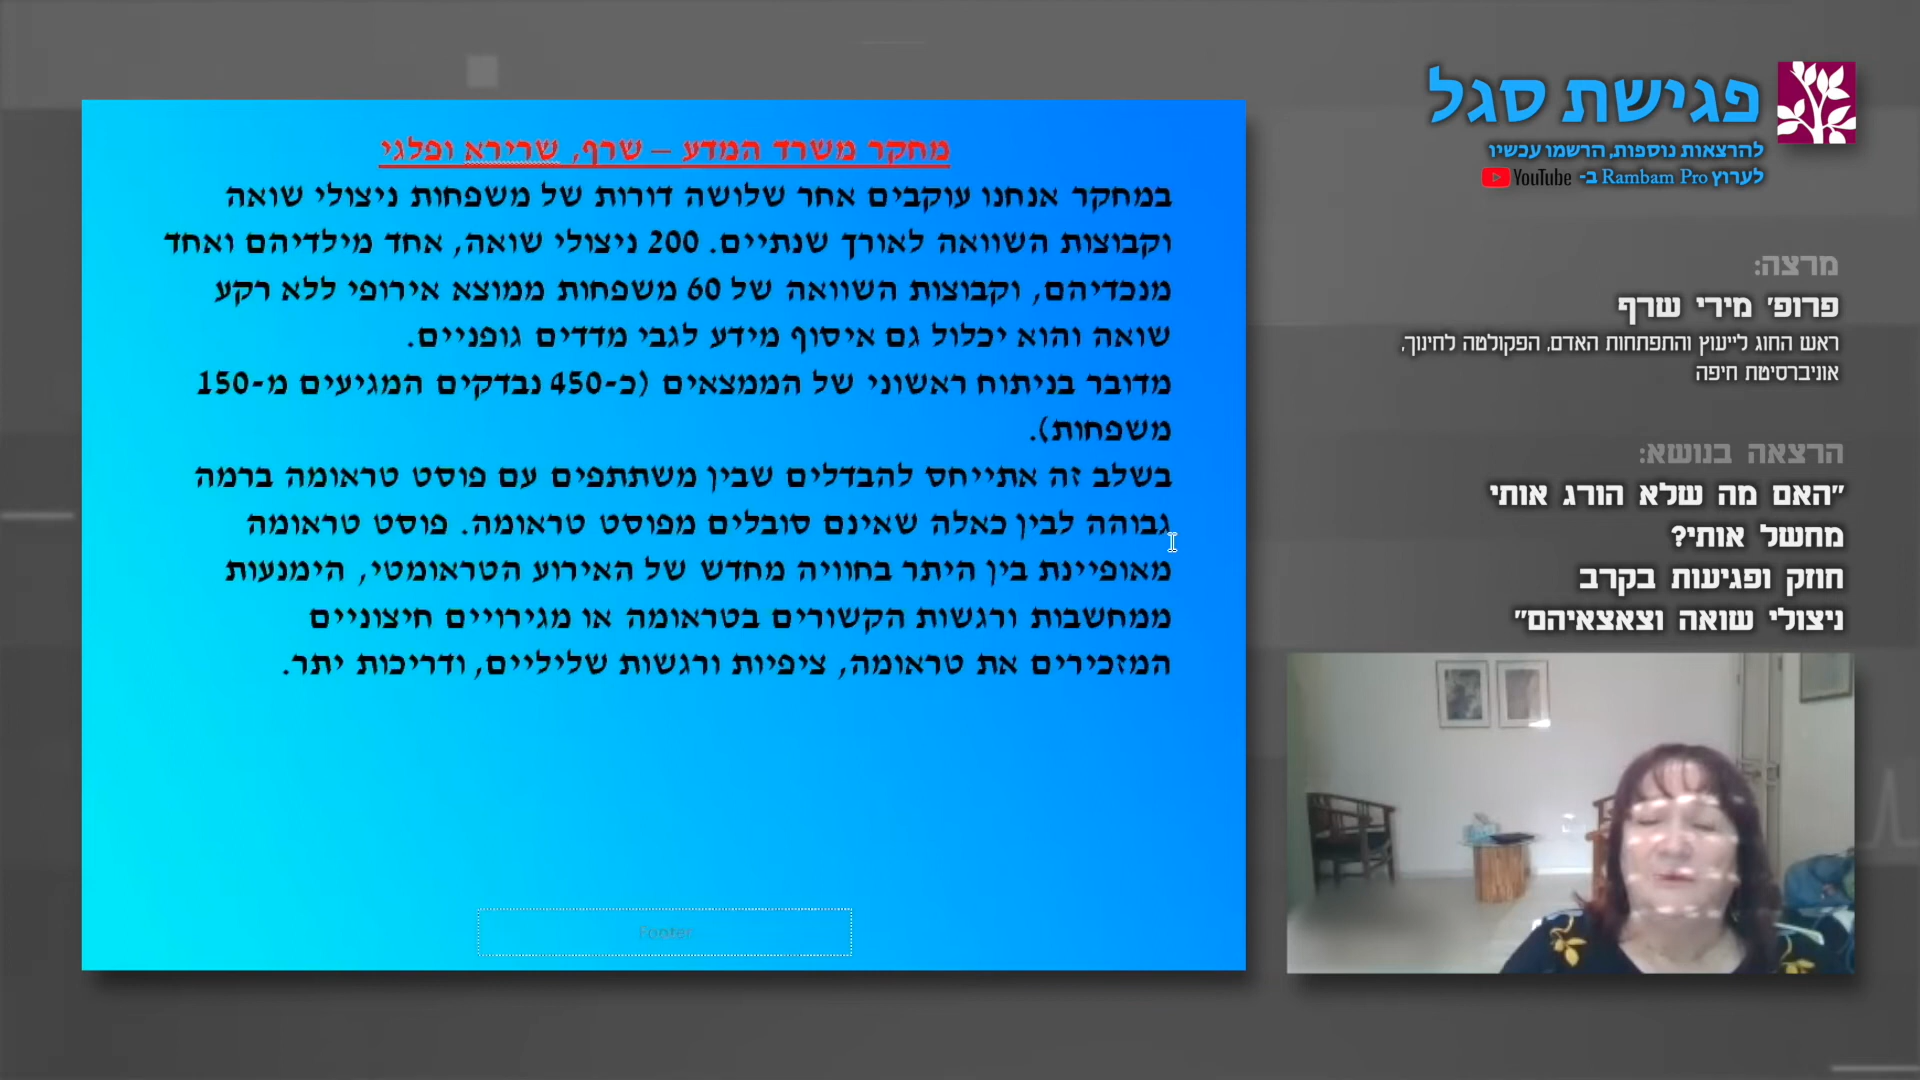 מחקר משרד המדע – שרף, שרירא ופלגי
במחקר אנחנו עוקבים אחר שלושה דורות של משפחות ניצולי שואה
וקבוצות השוואה לאורך שנתיים. 200 ניצולי שואה, אחד מילדיהם ואחד
מנכדיהם, וקבוצות השוואה של 60 משפחות ממוצא אירופי ללא רקע
שואה והוא יכלול גם איסוף מידע לגבי מדדים גופניים.
מדובר בניתוח ראשוני של הממצאים (כ-450 נבדקים המגיעים מ-150
משפחות).
בשלב זה אתייחס להבדלים שבין משתתפים עם פוסט טראומה ברמה
גבוהה לבין כאלה שאינם סובלים מפוסט טראומה. פוסט טראומה
מאופיינת בין היתר בחוויה מחדש של האירוע הטראומטי, הימנעות
ממחשבות ורגשות הקשורים בטראומה או מגירויים חיצוניים
המזכירים את טראומה, ציפיות ורגשות שליליים, ודריכות יתר.
Footer
פגישת סגל
להרצאות נוספות, הרשמו עכשיו
לערוץ Rambam Pro ב- YouTube
מרצה:
פרופ' מירי שרף
ראש החוג לייעוץ והתפתחות האדם, הפקולטה לחינוך,
אוניברסיטת חיפה
הרצאה בנושא:
"האם מה שלא הורג אותי
מחשל אותי?
חוזק ופגיעות בקרב
ניצולי שואה וצאצאיהם"